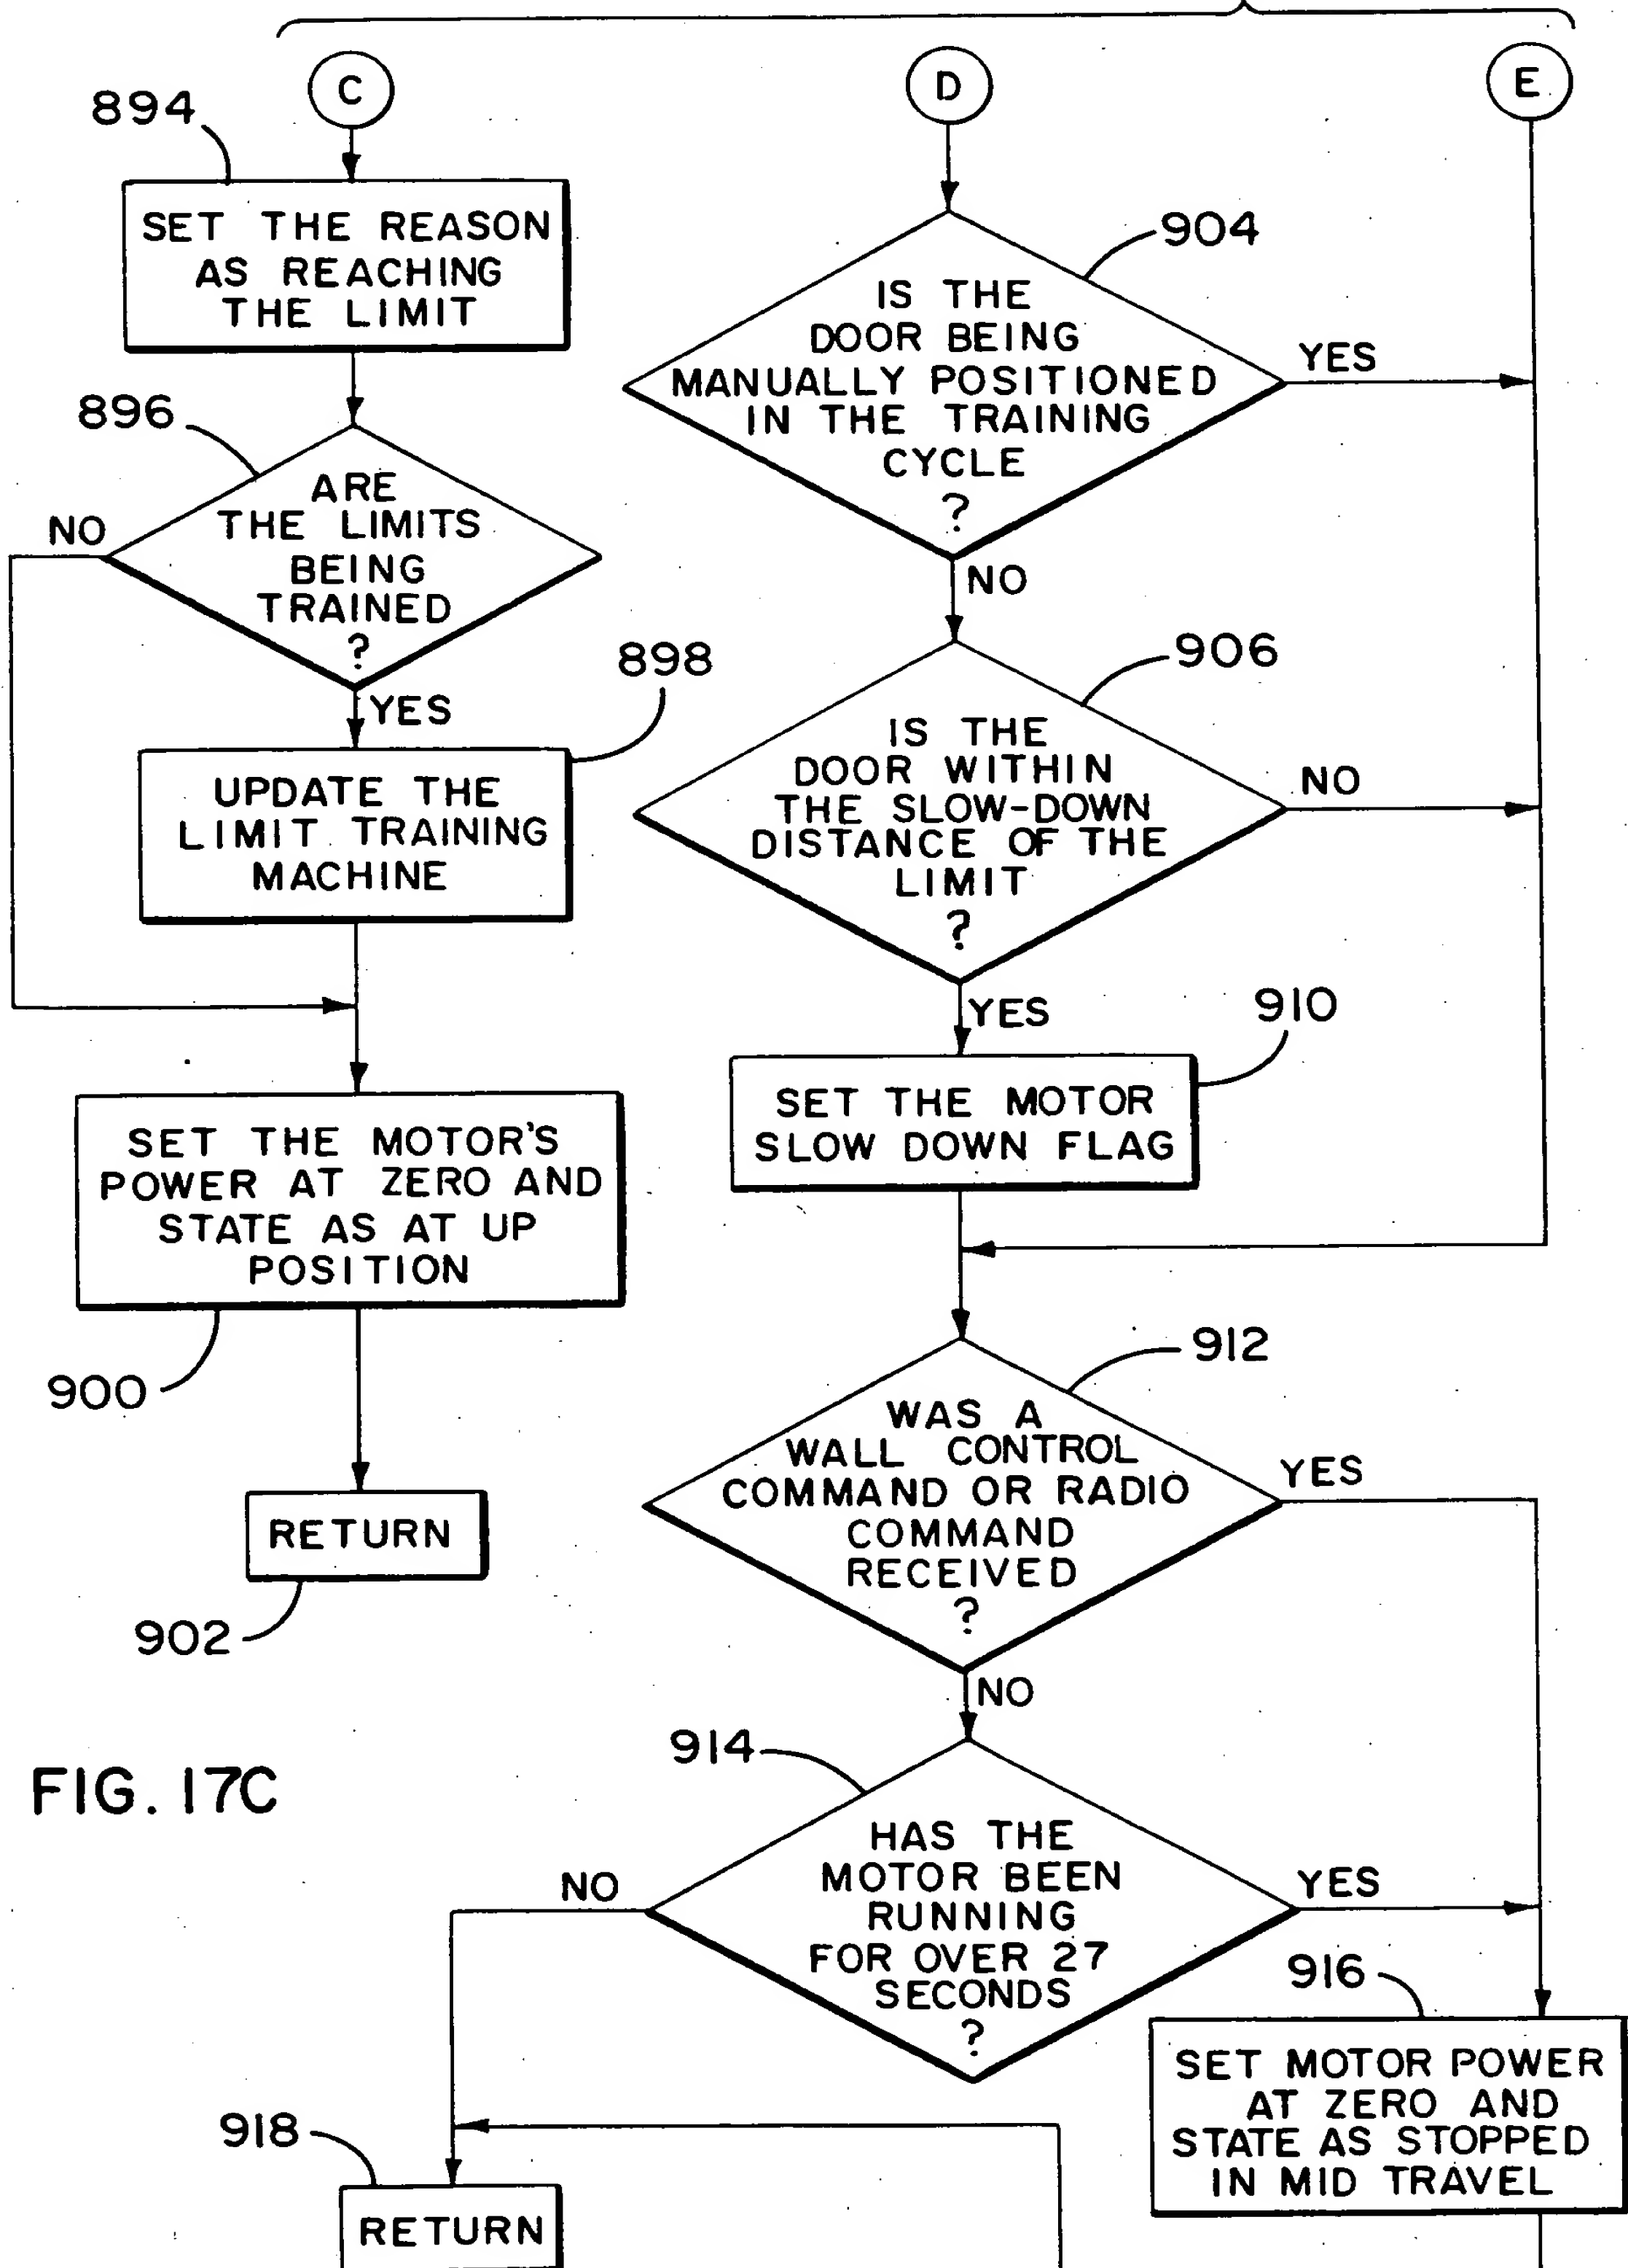 C
D
E
894
SET THE REASON
AS REACHING
THE LIMIT
896
ARE
THE LIMITS
BEING
TRAINED
?
NO
YES
898
UPDATE THE
LIMIT TRAINING
MACHINE
SET THE MOTOR'S
POWER AT ZERO AND
STATE AS AT UP
POSITION
900
RETURN
902
904
IS THE
DOOR BEING
MANUALLY POSITIONED
IN THE TRAINING
CYCLE
?
YES
NO
906
IS THE
DOOR WITHIN
THE SLOW-DOWN
DISTANCE OF THE
LIMIT
?
NO
YES
910
SET THE MOTOR
SLOW DOWN FLAG
912
WAS A
WALL CONTROL
COMMAND OR RADIO
COMMAND
RECEIVED
?
YES
NO
914
HAS THE
MOTOR BEEN
RUNNING
FOR OVER 27
SECONDS
?
NO
YES
916
SET MOTOR POWER
AT ZERO AND
STATE AS STOPPED
IN MID TRAVEL
918
RETURN
FIG. 17C